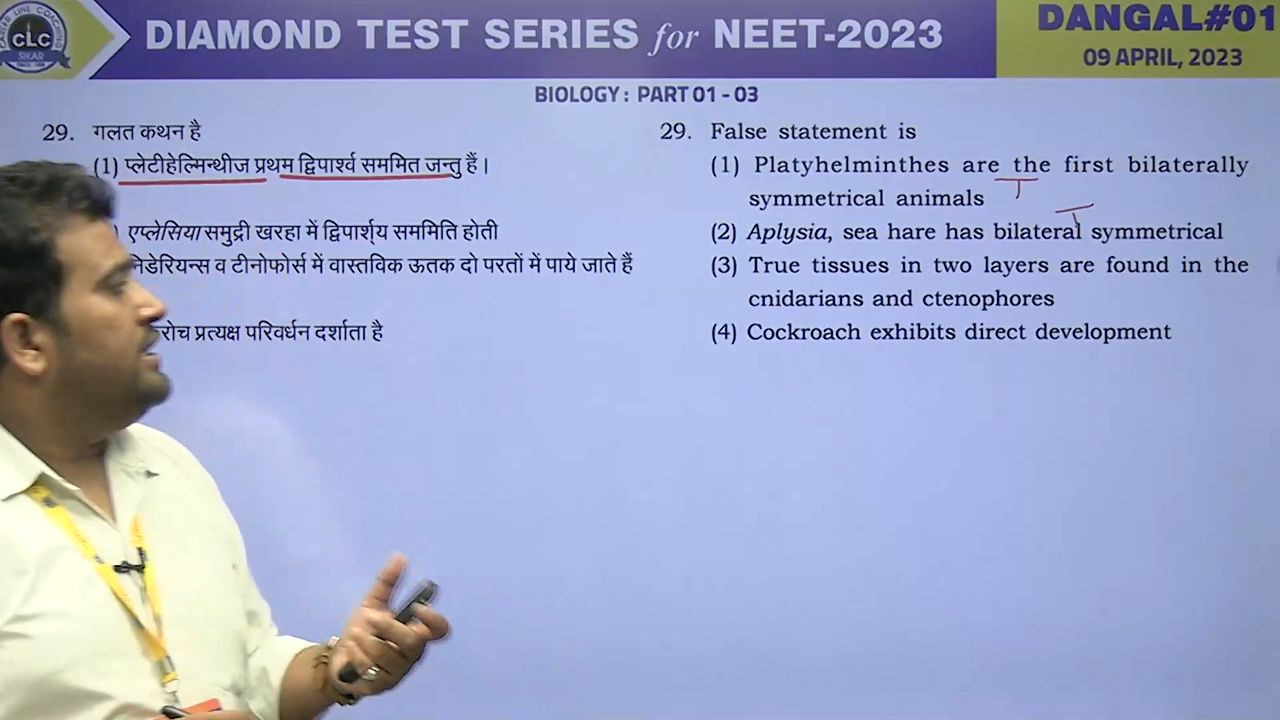 CLC
SIKAR
DIAMOND TEST SERIES for NEET-2023
DANGAL#01
09 APRIL, 2023
BIOLOGY : PART 01 - 03
29. गलत कथन है
(1) प्लेटीहेल्मिन्थीज प्रथम द्विपार्श्व सममित जन्तु हैं।
एप्लेसिया समुद्री खरहा में द्विपार्श्य सममिति होती
निडेरियन्स व टीनोफोर्स में वास्तविक ऊतक दो परतों में पाये जाते हैं
रोच प्रत्यक्ष परिवर्धन दर्शाता है
29. False statement is
(1) Platyhelminthes are the first bilaterally
symmetrical animals
T
T
(2) Aplysia, sea hare has bilateral symmetrical
(3) True tissues in two layers are found in the
cnidarians and ctenophores
(4) Cockroach exhibits direct development